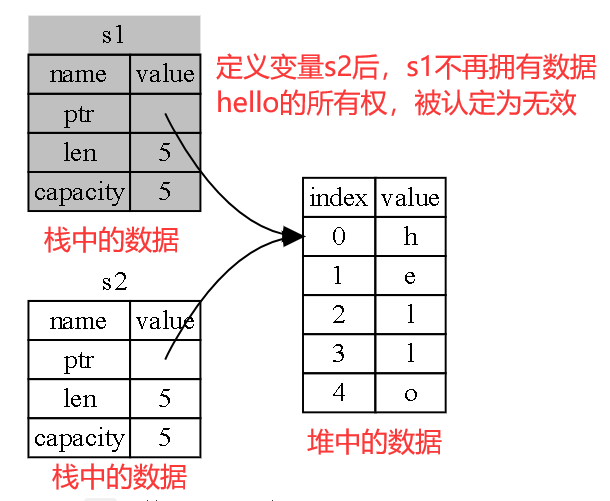 s1
name value
ptr
len 5
capacity 5
定义变量s2后，s1不再拥有数据
hello的所有权，被认定为无效
栈中的数据
index value
0 h
1 e
2 l
3 l
4 o
堆中的数据
s2
name value
ptr
len 5
capacity 5
栈中的数据